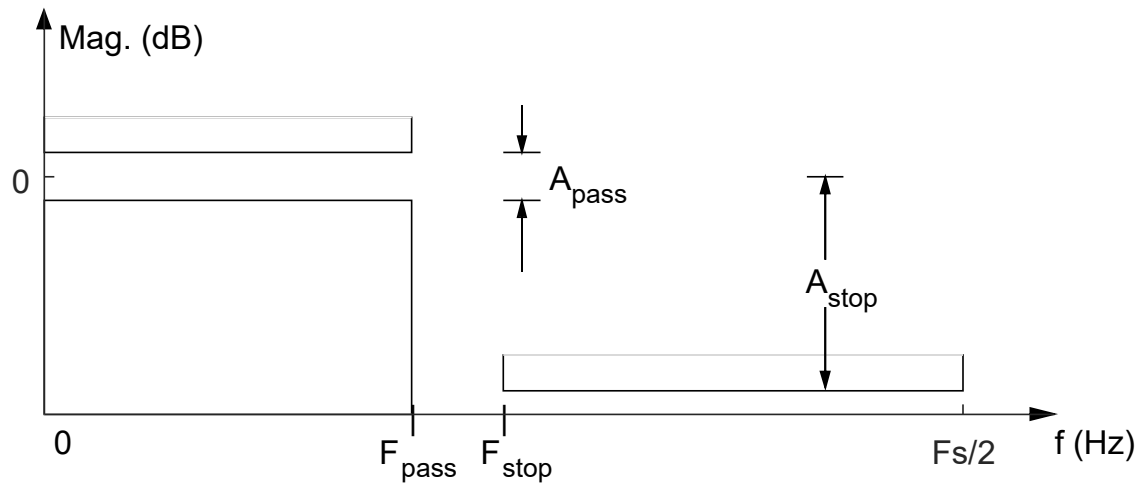 Mag. (dB)
0
A_pass
A_stop
0
F_pass
F_stop
Fs/2
f (Hz)